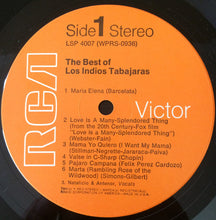 Side 1 Stereo
LSP 4007 (WPRS-0936)
The Best of
Los Indios Tabajaras
1 Maria Elena (Barcelata)
2 Love is A Many-Splendored Thing
(from the 20th Century-Fox film
"Love is a Many-Splendored
Thing") (Webster-Fain)
3 Mama Yo Quiero (I Want My Mama)
(Stillman-Negrette-Jararaca-Paiva)
4 Valse in C-Sharp (Chopin)
5 Pajaro Campana (Felix Perez Cardozo)
6 Marta (Rambling Rose of the
Wildwood) (Simons-Gilbert)
3, Natalicio & Antenor, Vocals
RCA
Victor